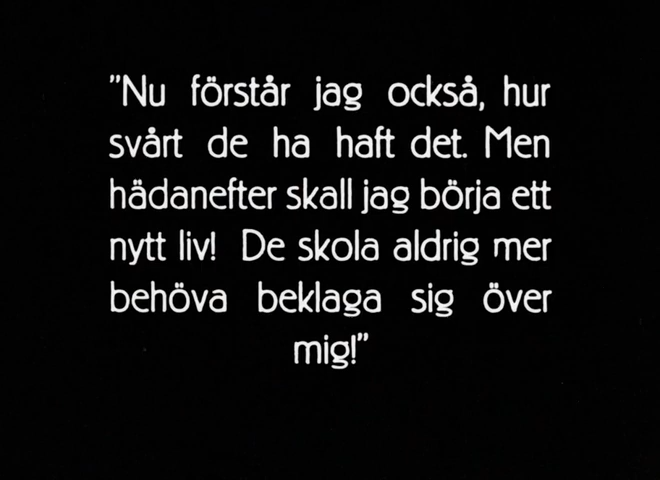 ”Nu förstår jag också, hur
svårt de ha haft det. Men
hädanefter skall jag börja ett
nytt liv! De skola aldrig mer
behöva beklaga sig över
mig!”